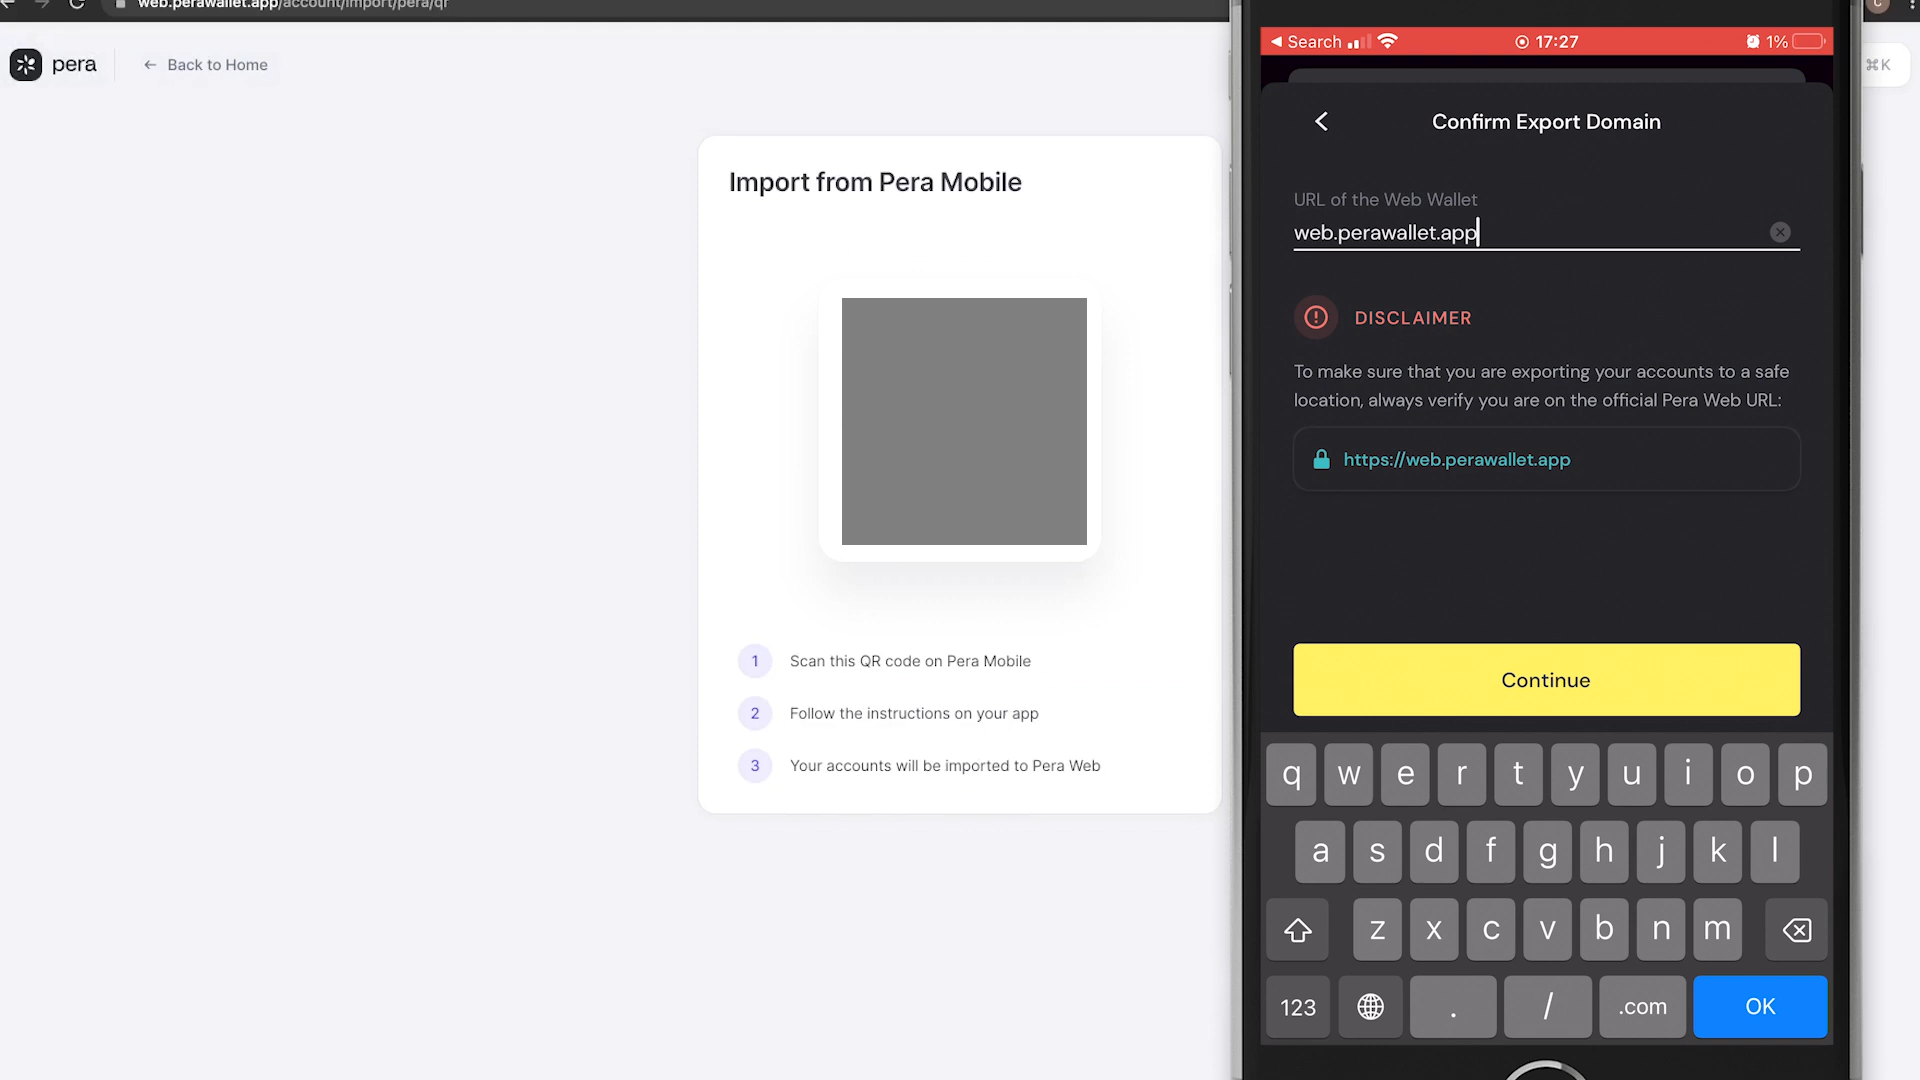 web.perawallet.app/account/import/pera/qr
pera
Back to Home
⌘K
Import from Pera Mobile
1 Scan this QR code on Pera Mobile
2 Follow the instructions on your app
3 Your accounts will be imported to Pera Web
Search 17:27 1%
Confirm Export Domain
URL of the Web Wallet
web.perawallet.app
DISCLAIMER
To make sure that you are exporting your accounts to a safe
location, always verify you are on the official Pera Web URL:
https://web.perawallet.app
Continue
q w e r t y u i o p
a s d f g h j k l
z x c v b n m
123 . / .com OK